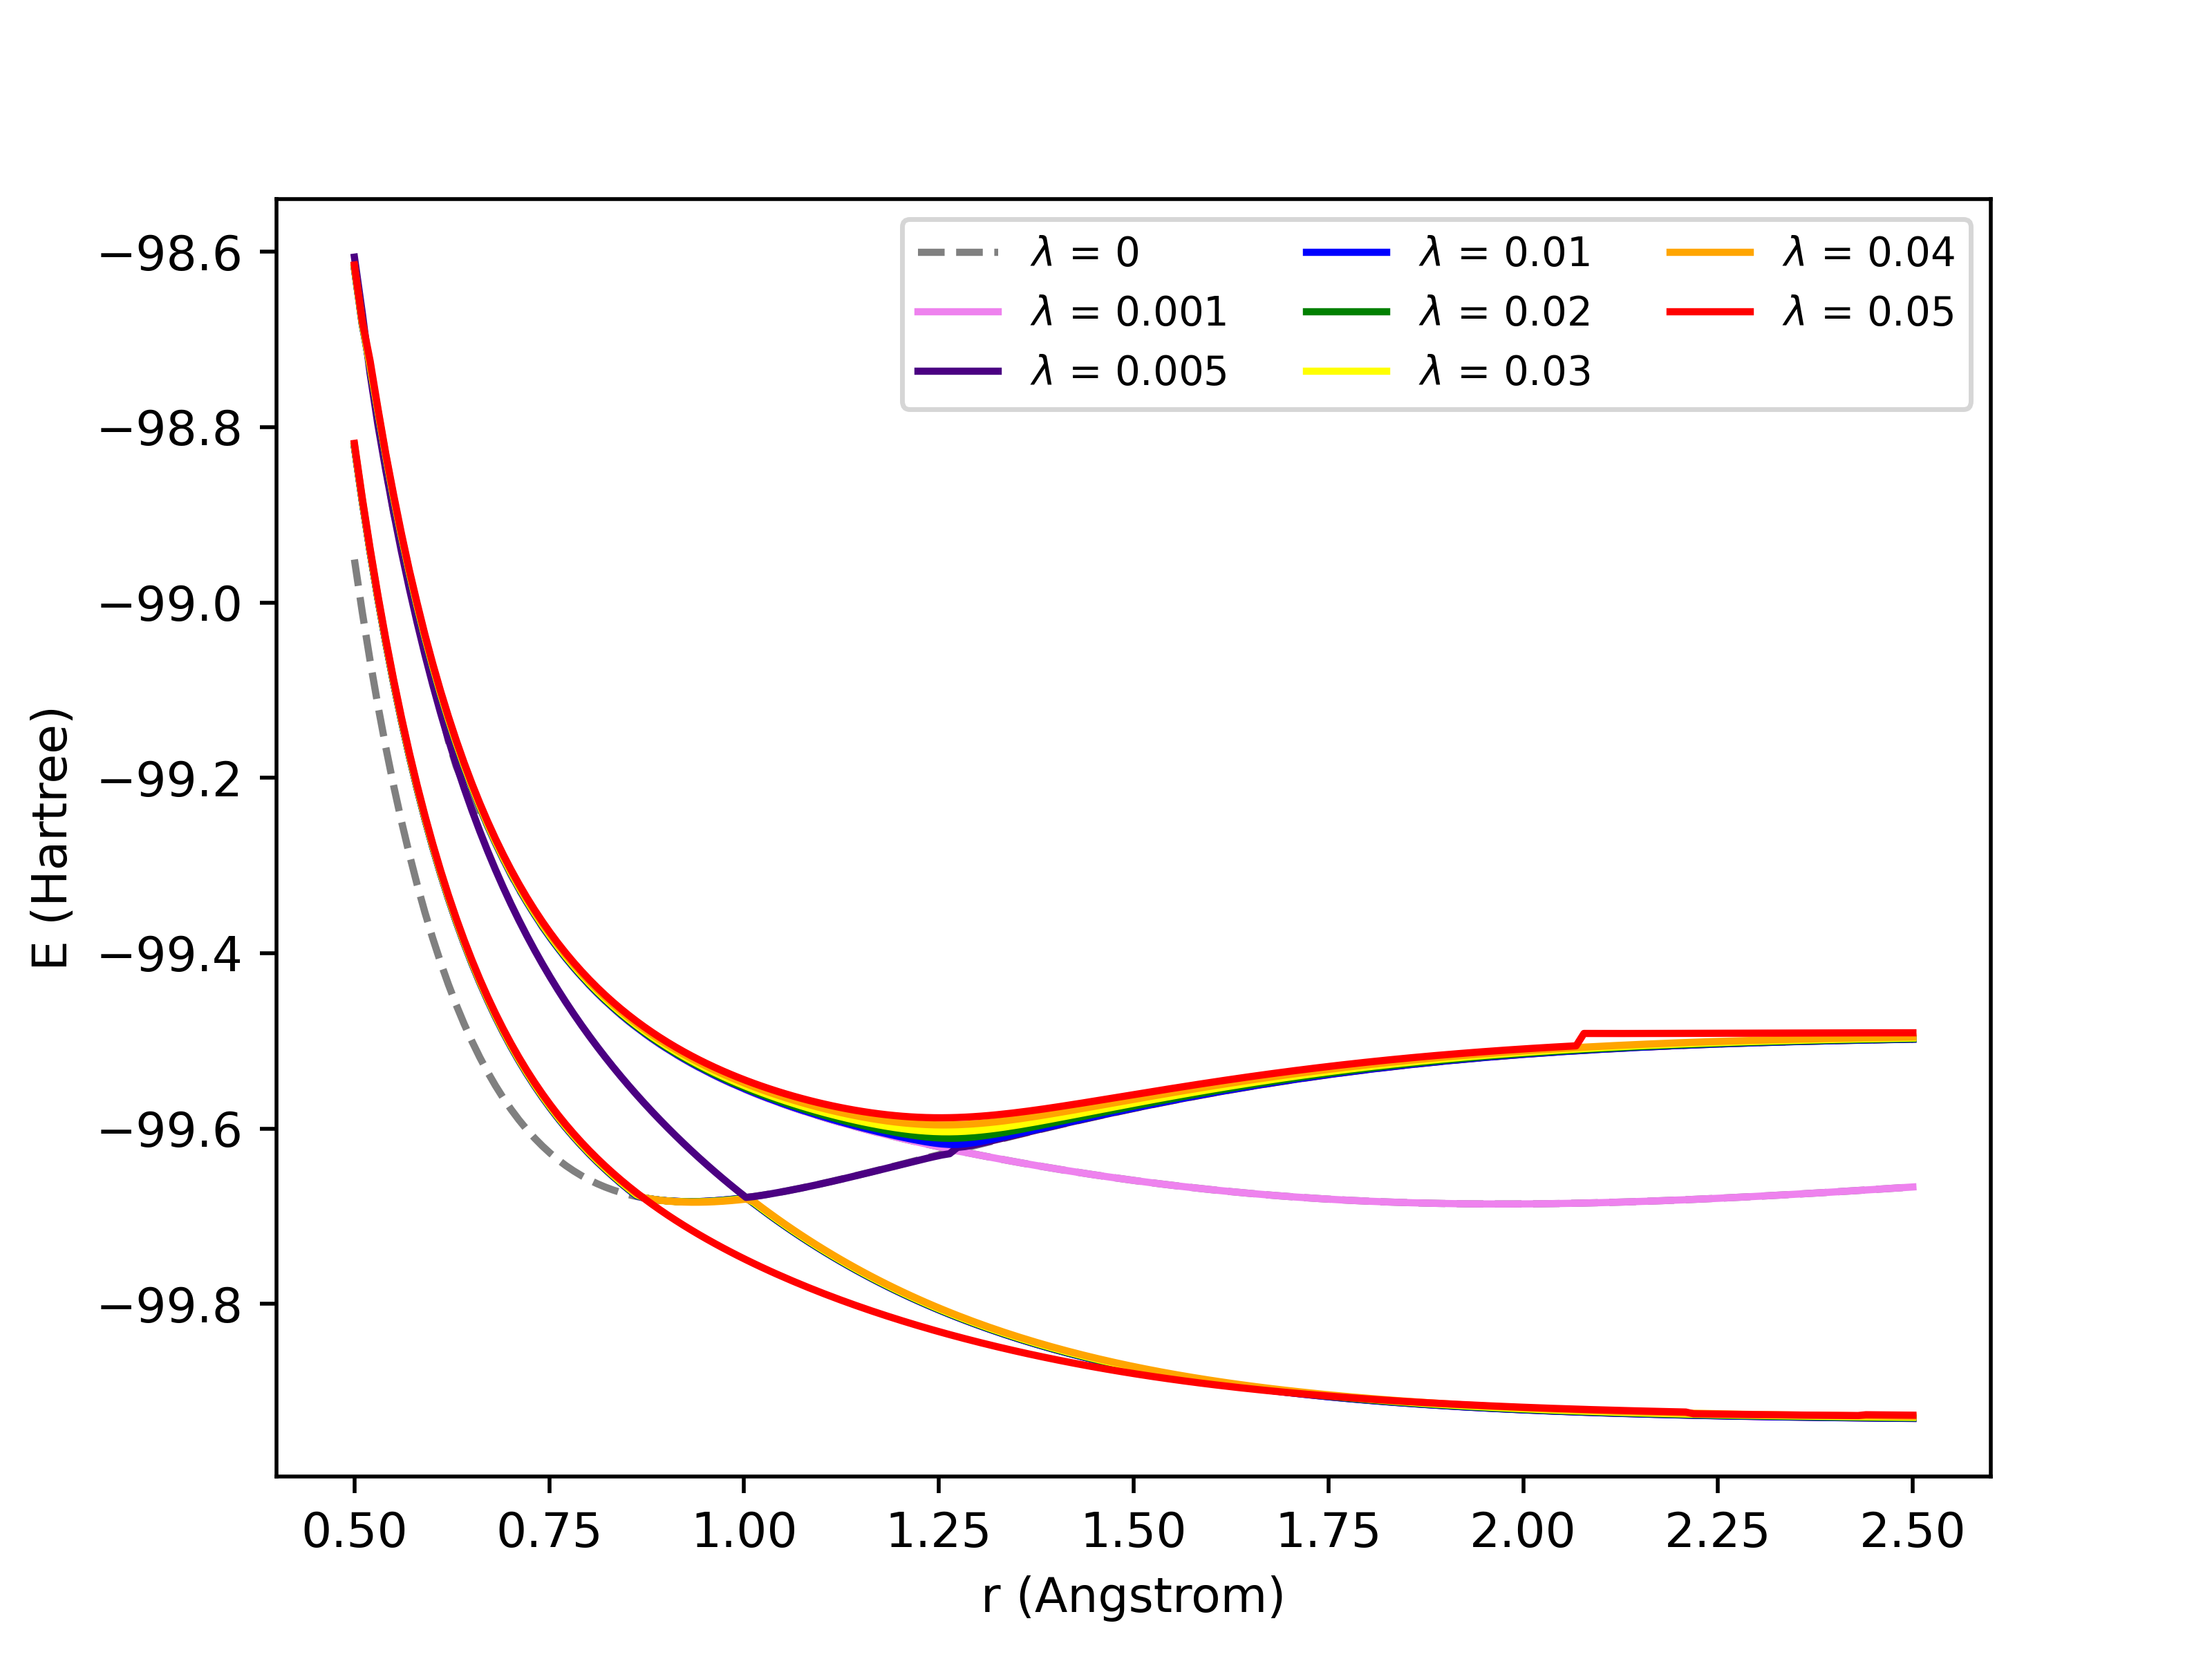 E (Hartree)
−98.6
−98.8
−99.0
−99.2
−99.4
−99.6
−99.8
λ = 0
λ = 0.001
λ = 0.005
λ = 0.01
λ = 0.02
λ = 0.03
λ = 0.04
λ = 0.05
0.50 0.75 1.00 1.25 1.50 1.75 2.00 2.25 2.50
r (Angstrom)